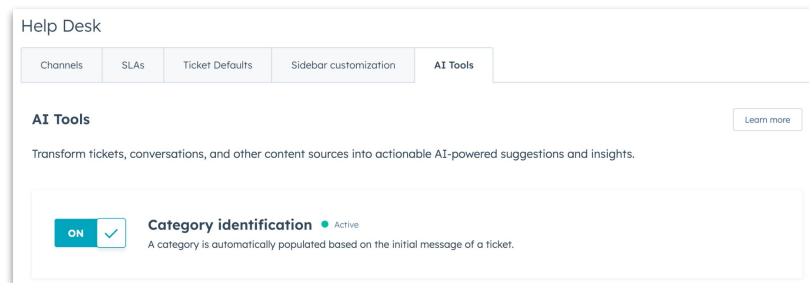 Help Desk
Channels SLAs Ticket Defaults Sidebar customization AI Tools
AI Tools
Learn more
Transform tickets, conversations, and other content sources into actionable AI-powered suggestions and insights.
ON
Category identification Active
A category is automatically populated based on the initial message of a ticket.